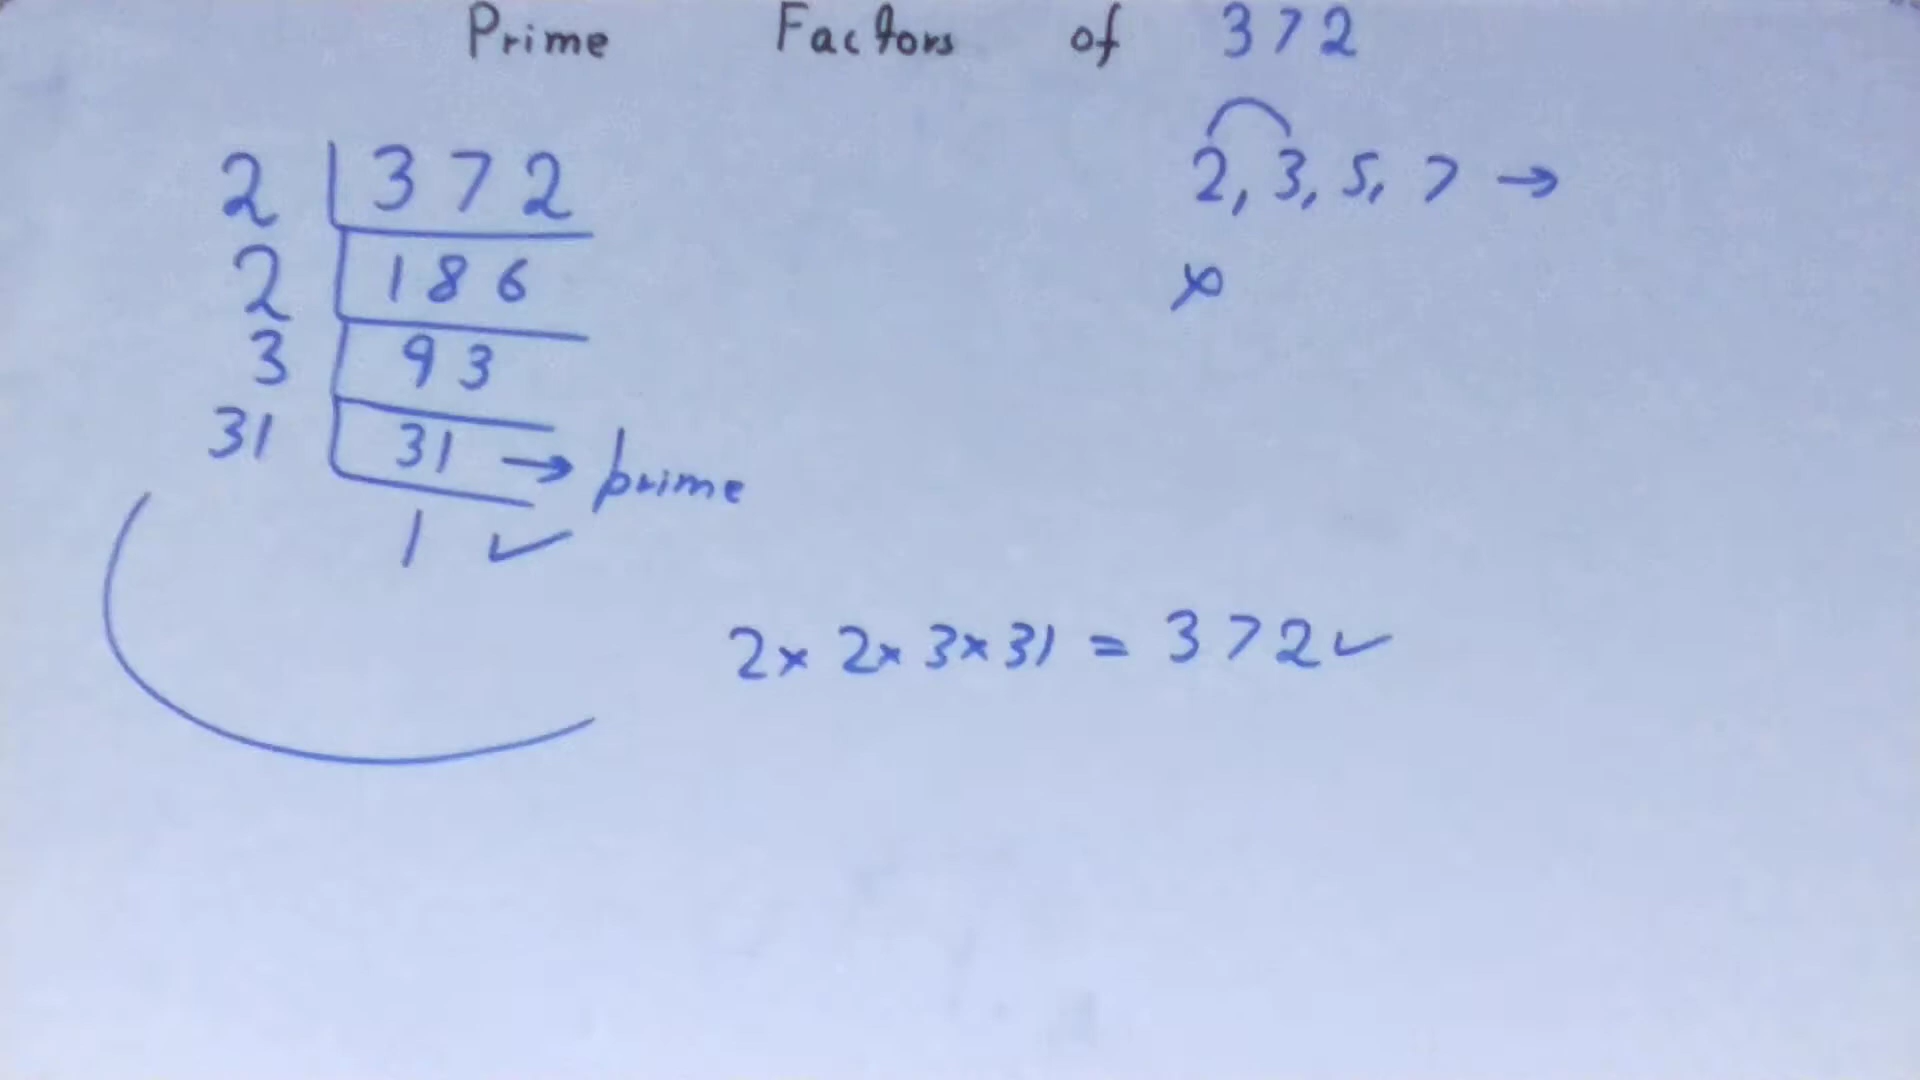 Prime Factors of 372
2 | 372
2 | 186
3 | 93
31 | 31 → prime
1 ✓
2, 3, 5, 7 →
x
2 x 2 x 3 x 31 = 372 ✓